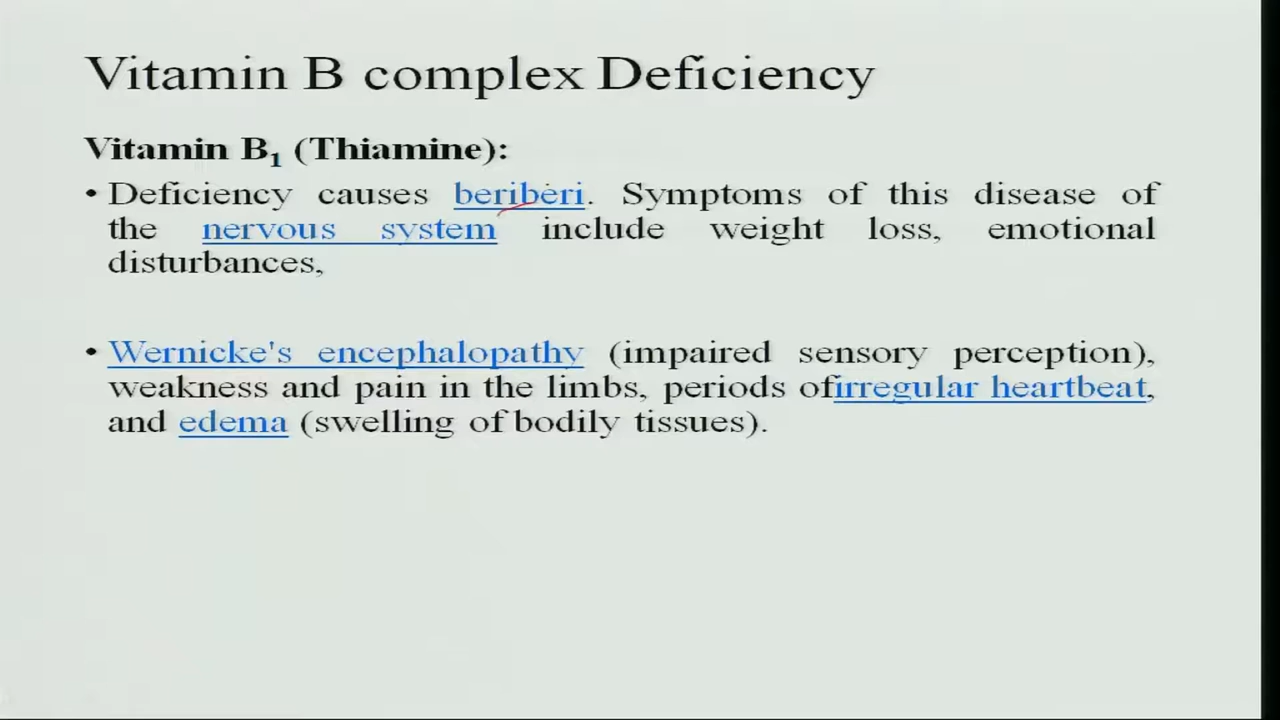 Vitamin B complex Deficiency
Vitamin B₁ (Thiamine):
• Deficiency causes beriberi. Symptoms of this disease of
the nervous system include weight loss, emotional
disturbances,
• Wernicke's encephalopathy (impaired sensory perception),
weakness and pain in the limbs, periods ofirregular heartbeat,
and edema (swelling of bodily tissues).